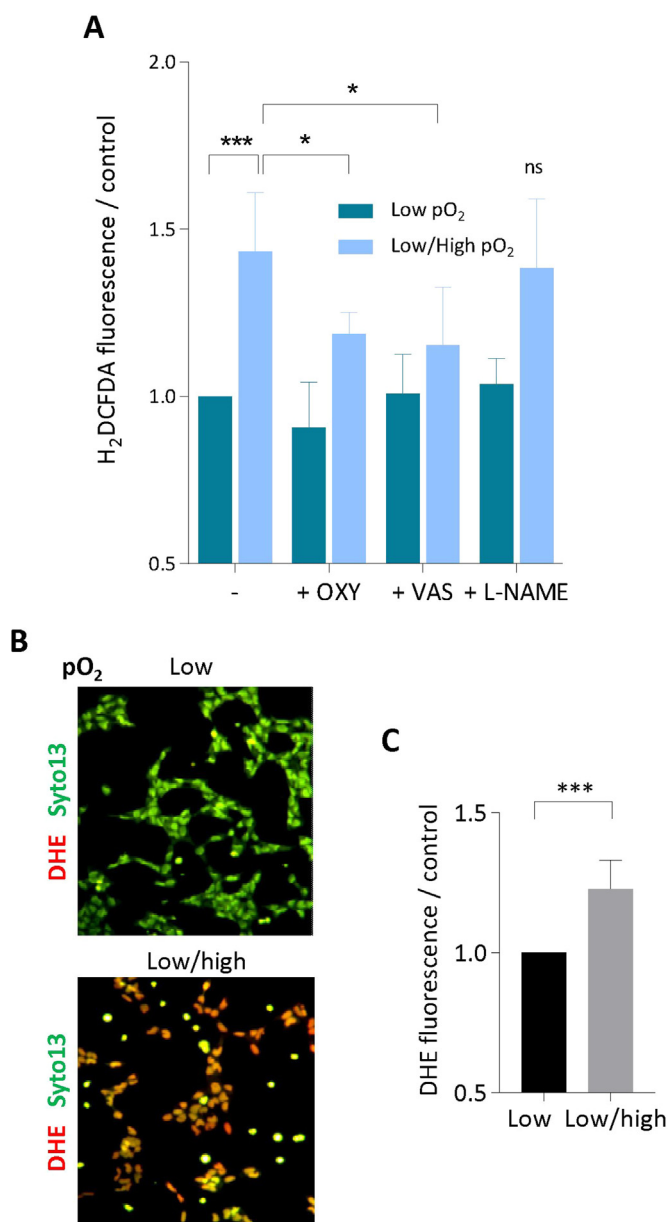 A
2.0
1.5
1.0
0.5
H₂DCFDA fluorescence / control
*
***
*
ns
Low pO₂
Low/High pO₂
-
+ OXY
+ VAS
+ L-NAME
B
pO₂
Low
DHE Syto13
Low/high
DHE Syto13
C
***
1.5
1.0
0.5
DHE fluorescence / control
Low
Low/high